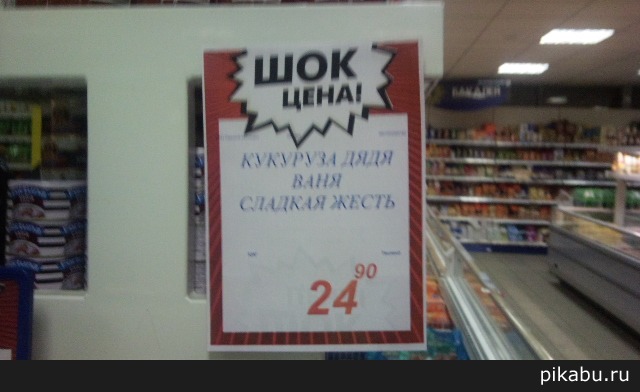 ШОК
ЦЕНА!
КУКУРУЗА ДЯДЯ
ВАНЯ
СЛАДКАЯ ЖЕСТЬ
24 90
БАКАЛЕЯ
pikabu.ru